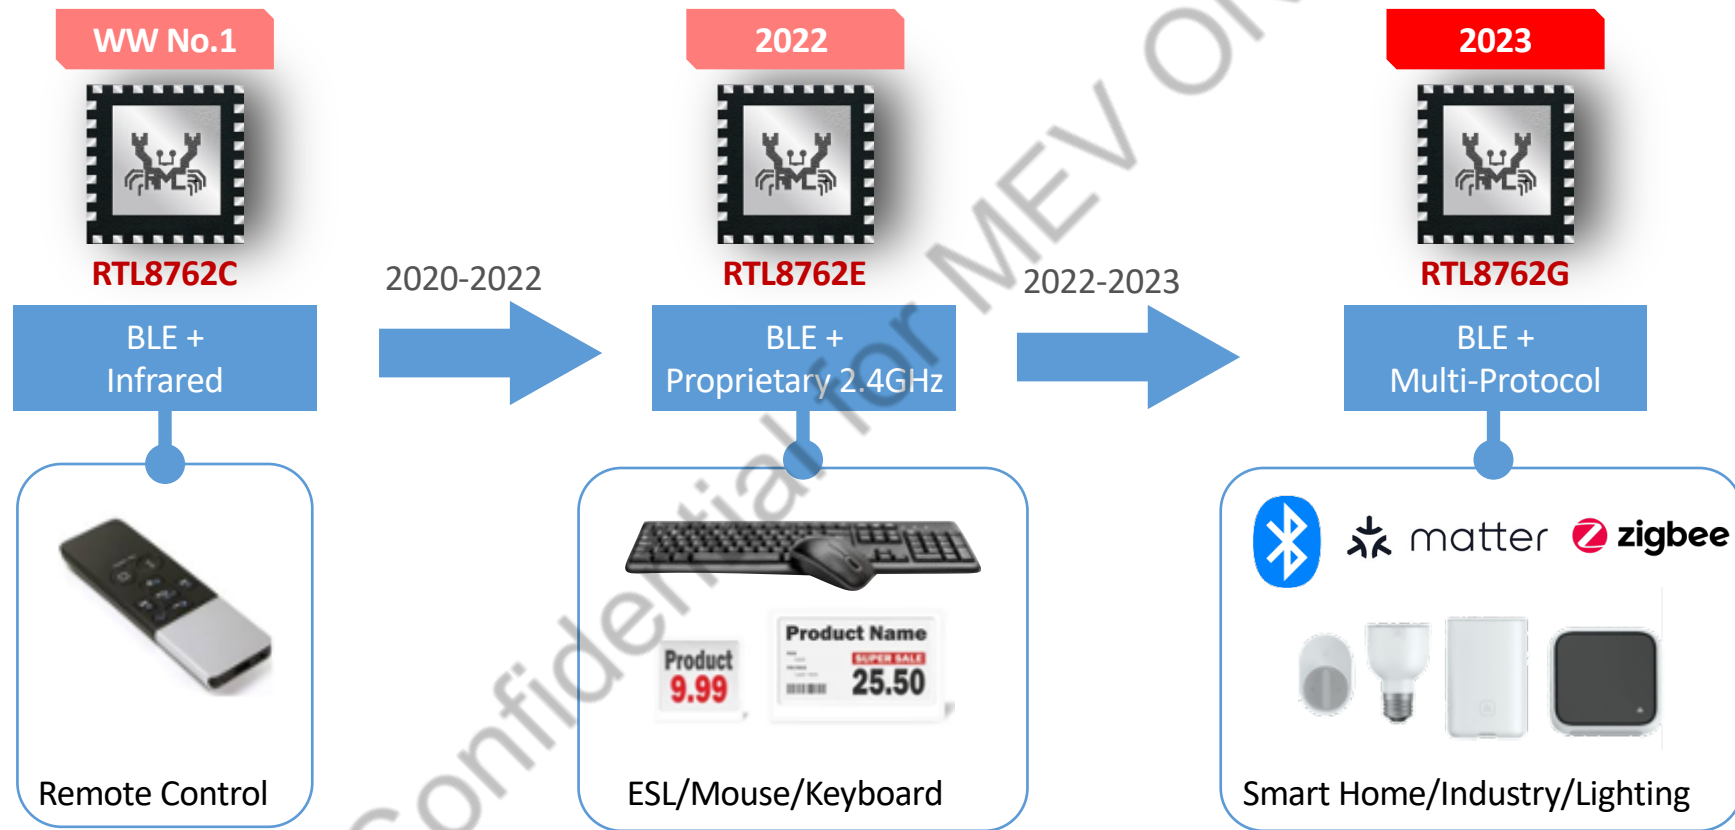 WW No.1
RTL8762C
BLE +
Infrared
Remote Control
2020-2022
2022
RTL8762E
BLE +
Proprietary 2.4GHz
Product
9.99
Product Name
SUPER SALE
25.50
ESL/Mouse/Keyboard
2022-2023
2023
RTL8762G
BLE +
Multi-Protocol
matter
zigbee
Smart Home/Industry/Lighting
Confidential for MEV ON